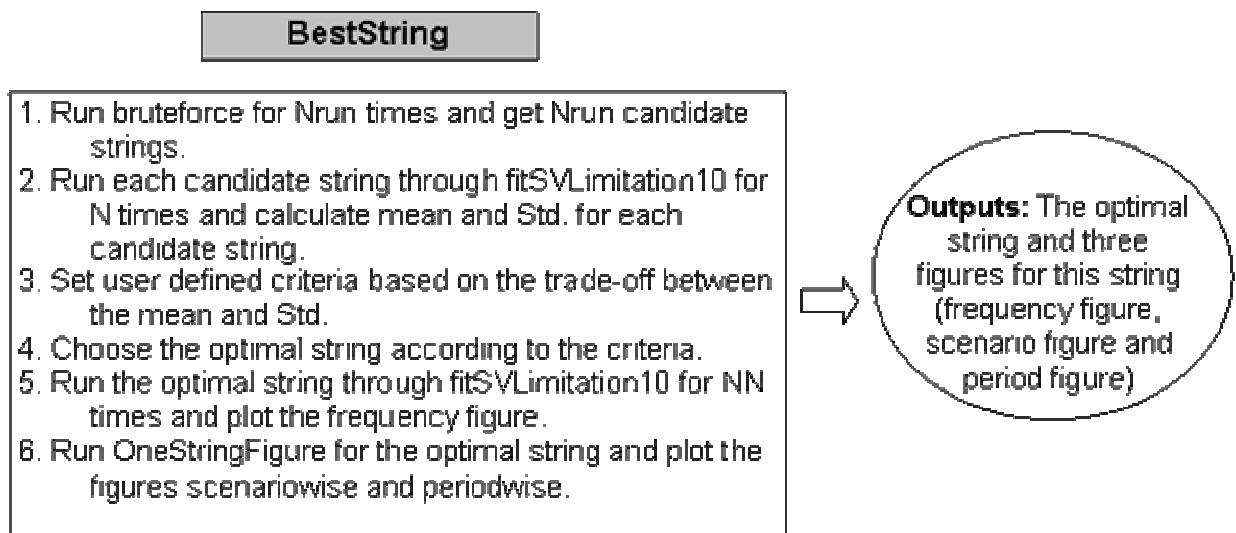 BestString
1. Run bruteforce for Nrun times and get Nrun candidate
strings.
2. Run each candidate string through fitSVLimitation10 for
N times and calculate mean and Std. for each
candidate string.
3. Set user defined criteria based on the trade-off between
the mean and Std.
4. Choose the optimal string according to the criteria.
5. Run the optimal string through fitSVLimitation10 for NN
times and plot the frequency figure.
6. Run OneStringFigure for the optimal string and plot the
figures scenariowise and periodwise.
Outputs: The optimal
string and three
figures for this string
(frequency figure,
scenario figure and
period figure)